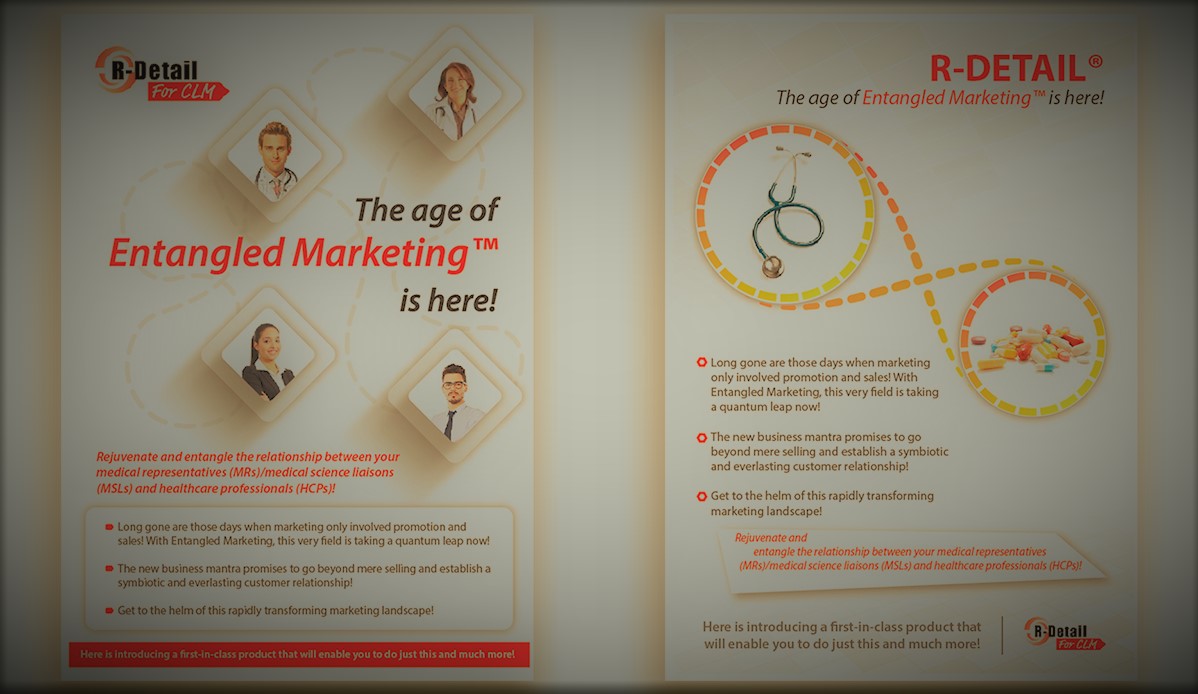 R-Detail
For CLM
The age of
Entangled Marketing™
is here!
Rejuvenate and entangle the relationship between your
medical representatives (MRs)/medical science liaisons
(MSLs) and healthcare professionals (HCPs)!
Long gone are those days when marketing only involved promotion and
sales! With Entangled Marketing, this very field is taking a quantum leap now!
The new business mantra promises to go beyond mere selling and establish a
symbiotic and everlasting customer relationship!
Get to the helm of this rapidly transforming marketing landscape!
Here is introducing a first-in-class product that will enable you to do just this and much more!
R-DETAIL®
The age of Entangled Marketing™ is here!
Long gone are those days when marketing
only involved promotion and sales! With
Entangled Marketing, this very field is taking
a quantum leap now!
The new business mantra promises to go
beyond mere selling and establish a symbiotic
and everlasting customer relationship!
Get to the helm of this rapidly transforming
marketing landscape!
Rejuvenate and
entangle the relationship between your medical representatives
(MRs)/medical science liaisons (MSLs) and healthcare professionals (HCPs)!
Here is introducing a first-in-class product that
will enable you to do just this and much more!
R-Detail
For CLM